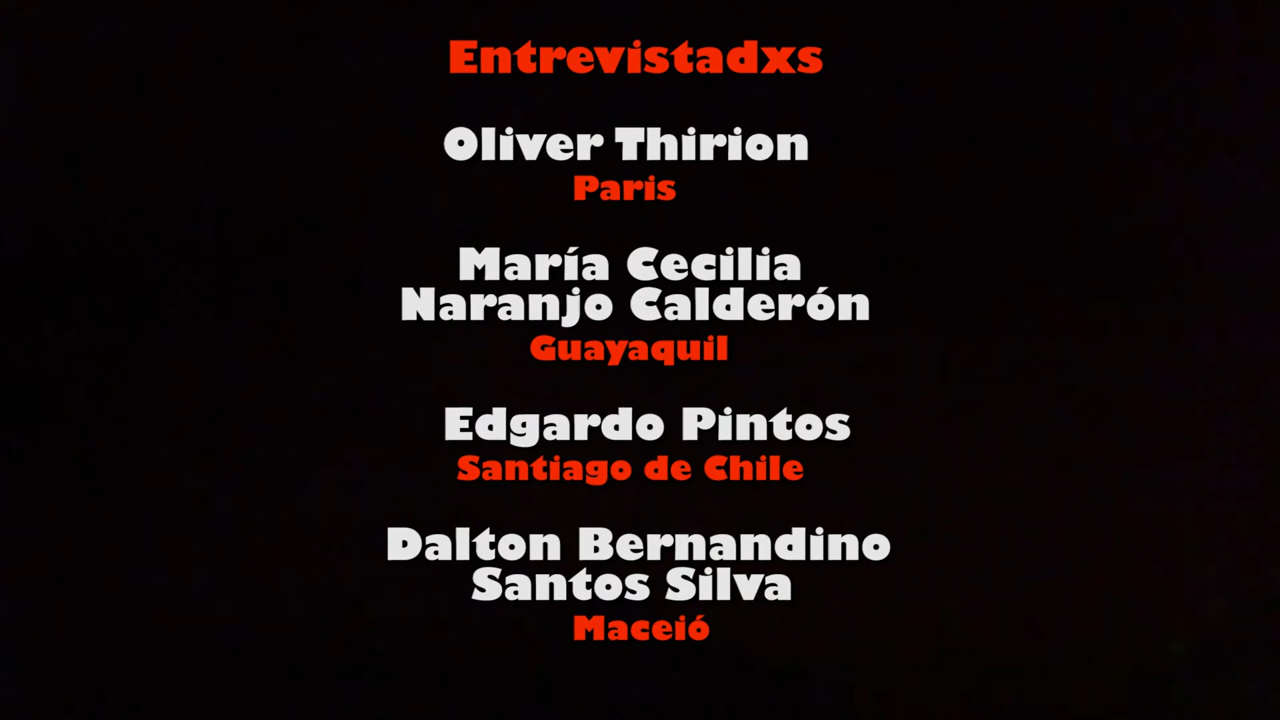 Entrevistadxs
Oliver Thirion
Paris
María Cecilia
Naranjo Calderón
Guayaquil
Edgardo Pintos
Santiago de Chile
Dalton Bernandino
Santos Silva
Maceió